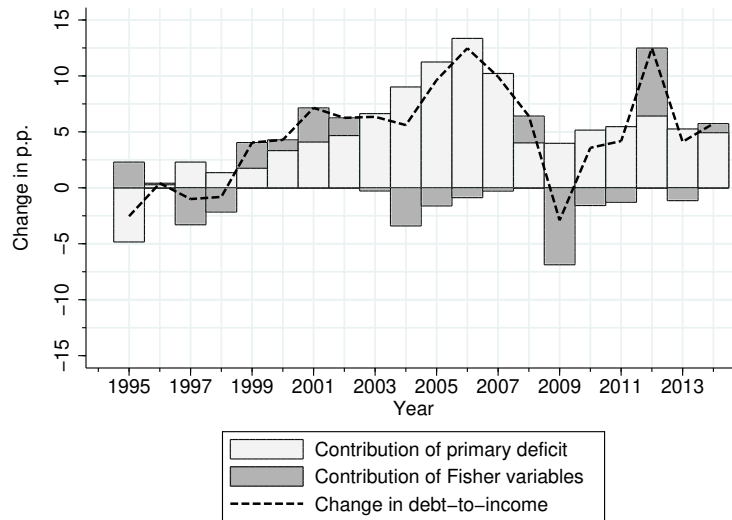 Change in p.p.
15
10
5
0
−5
−10
−15
1995 1997 1999 2001 2003 2005 2007 2009 2011 2013
Year
Contribution of primary deficit
Contribution of Fisher variables
Change in debt−to−income